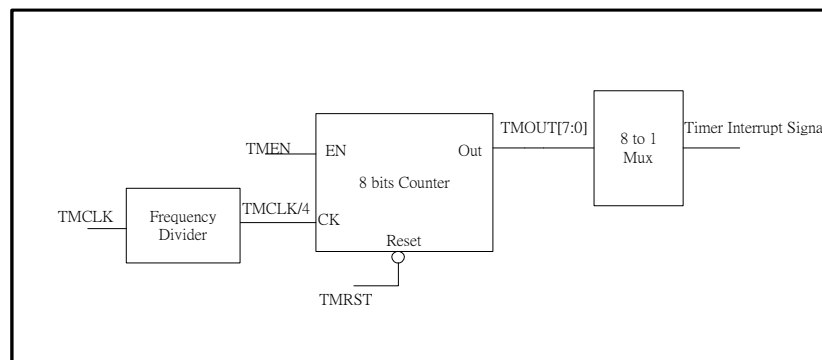 TMOUT[7:0]
Timer Interrupt Signa
8 to 1
Mux
TMEN
EN
Out
8 bits Counter
TMCLK
Frequency
Divider
TMCLK/4
CK
Reset
TMRST